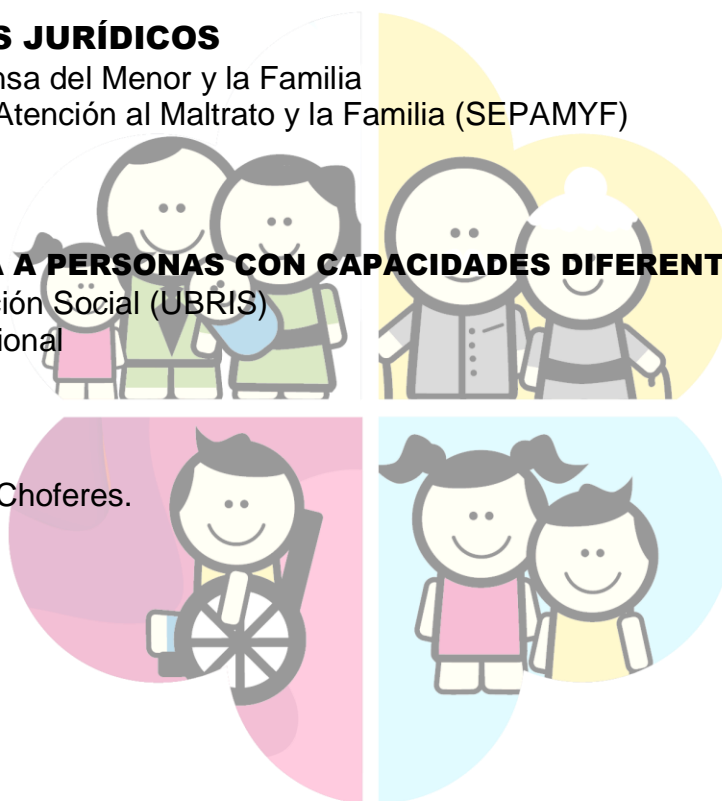 S JURÍDICOS
nsa del Menor y la Familia
Atención al Maltrato y la Familia (SEPAMYF)
A A PERSONAS CON CAPACIDADES DIFERENT
ción Social (UBRIS)
ional
Choferes.